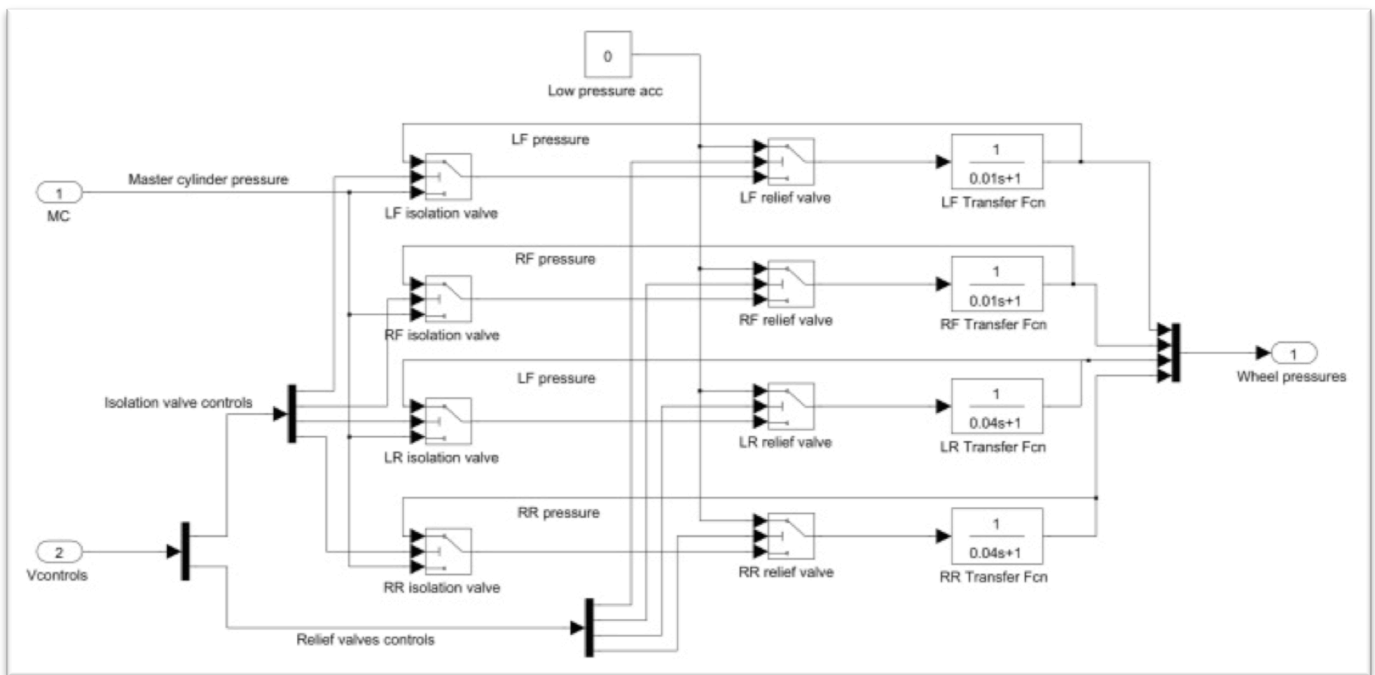 0
Low pressure acc
LF pressure
1
0.01s+1
Master cylinder pressure
1
MC
LF isolation valve
LF relief valve
LF Transfer Fcn
RF pressure
1
0.01s+1
RF isolation valve
RF relief valve
RF Transfer Fcn
1
Wheel pressures
LF pressure
1
0.04s+1
Isolation valve controls
LR isolation valve
LR relief valve
LR Transfer Fcn
RR pressure
1
0.04s+1
2
Vcontrols
RR isolation valve
RR relief valve
RR Transfer Fcn
Relief valves controls